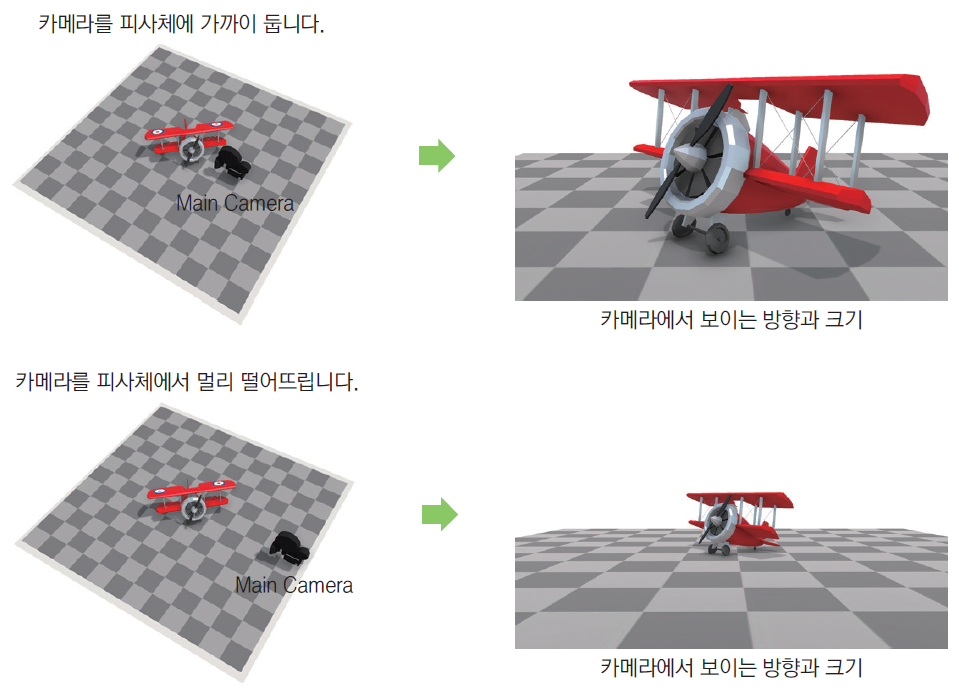 카메라를 피사체에 가까이 둡니다.
Main Camera
카메라에서 보이는 방향과 크기
카메라를 피사체에서 멀리 떨어뜨립니다.
Main Camera
카메라에서 보이는 방향과 크기